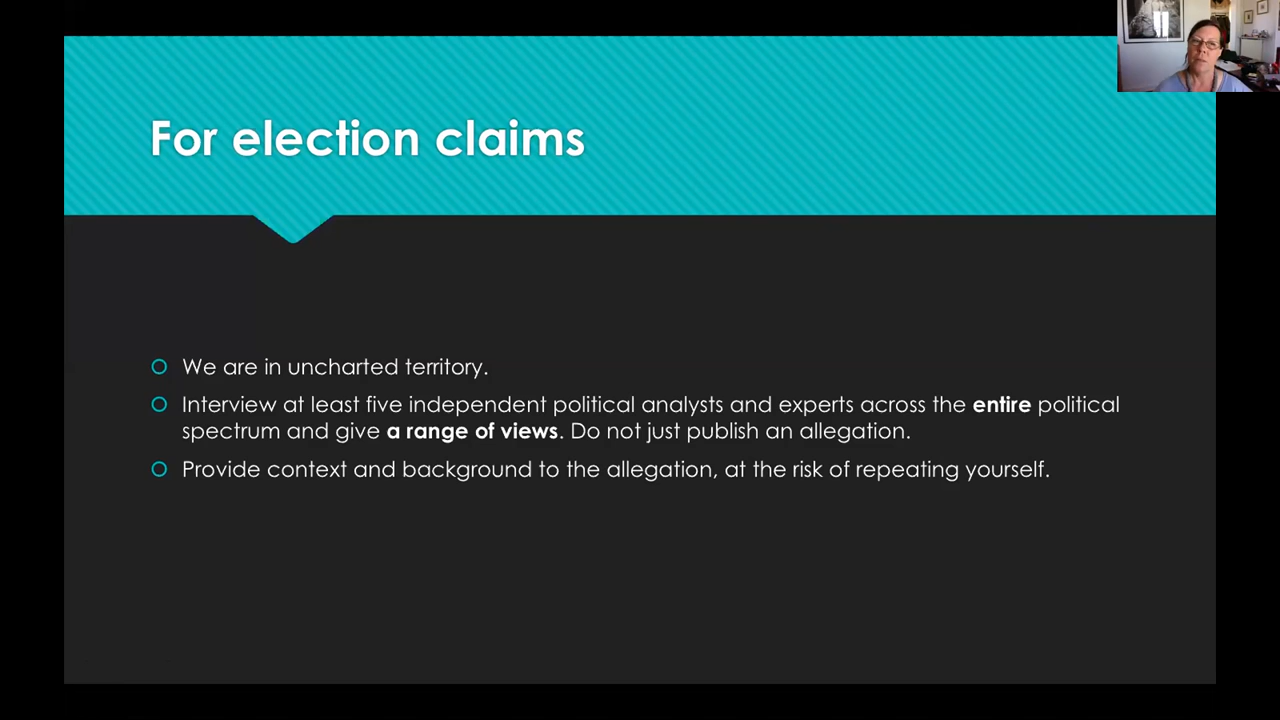 For election claims
We are in uncharted territory.
Interview at least five independent political analysts and experts across the entire political
spectrum and give a range of views. Do not just publish an allegation.
Provide context and background to the allegation, at the risk of repeating yourself.